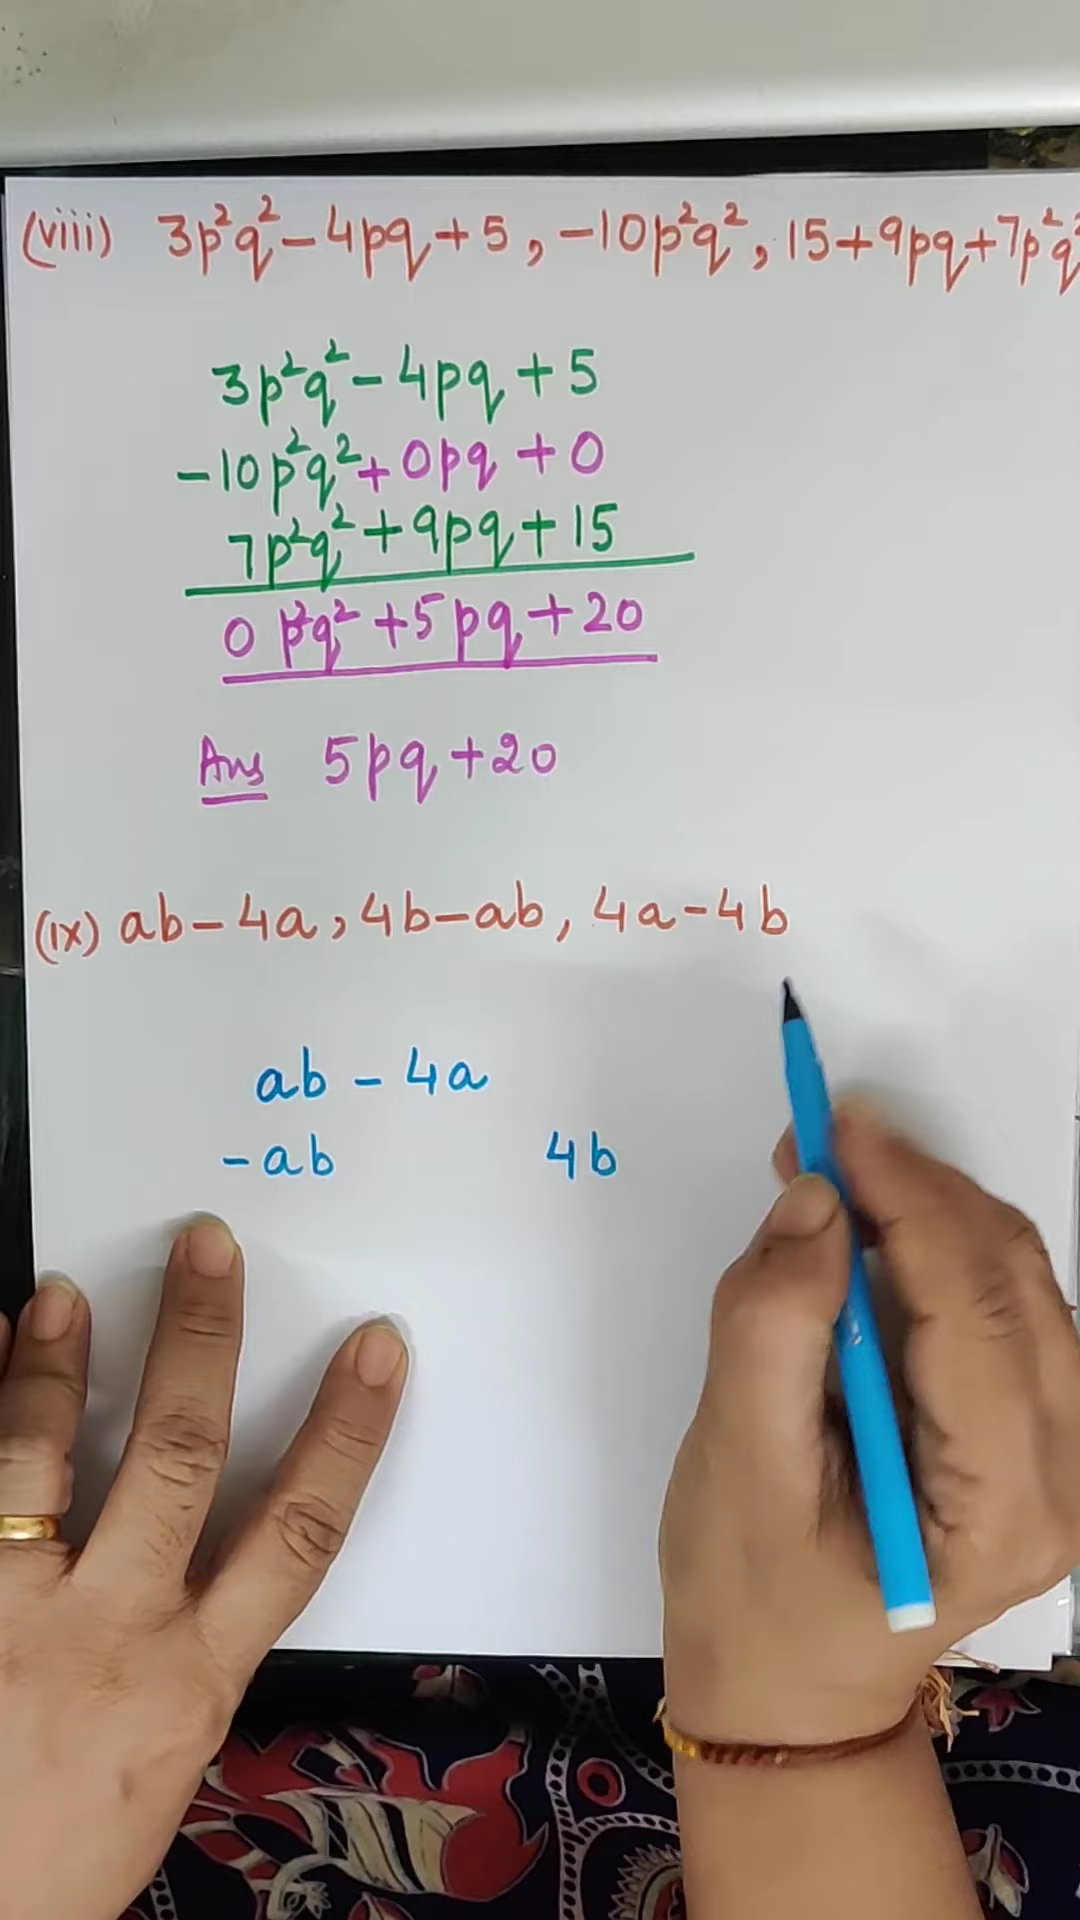 (viii) 3p²q² - 4pq + 5, -10p²q², 15 + 9pq + 7p²q²
3p²q² - 4pq + 5
-10p²q² + 0pq + 0
7p²q² + 9pq + 15
0 p²q² + 5pq + 20
Ans 5pq + 20
(ix) ab - 4a, 4b - ab, 4a - 4b
ab - 4a
-ab 4b